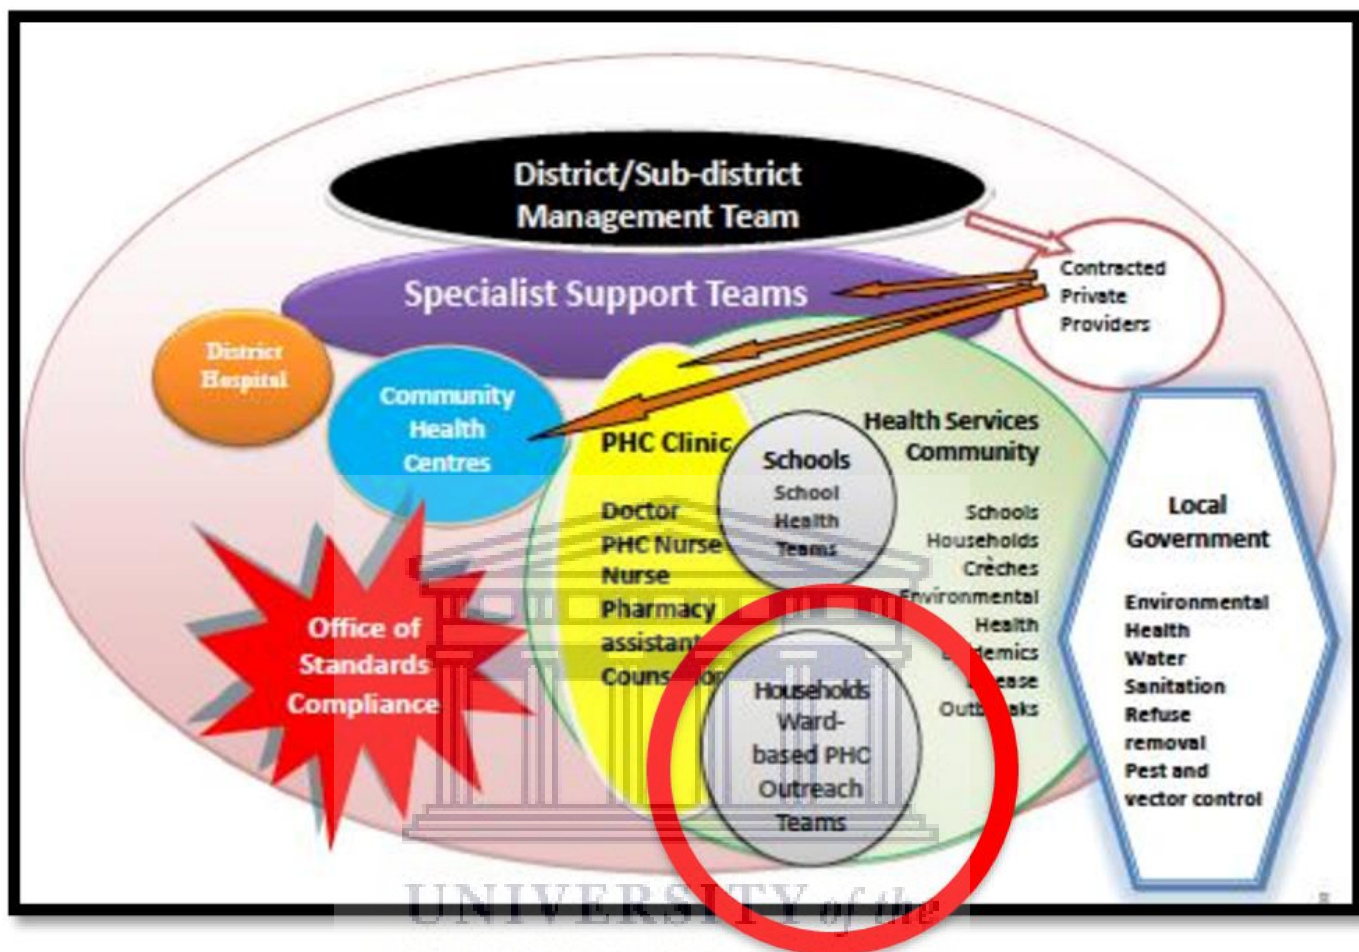 District/Sub-district
Management Team
Specialist Support Teams
Contracted
Private
Providers
District
Hospital
Community
Health
Centres
PHC Clinic
Doctor
PHC Nurse
Nurse
Pharmacy
assistant
Schools
School
Health
Teams
Health Services
Community
Schools
Households
Crèches
Environmental
Health
Households
Ward-
based PHC
Outreach
Teams
Office of
Standards
Compliance
Local
Government
Environmental
Health
Water
Sanitation
Refuse
removal
Pest and
vector control
UNIVERSITY of the